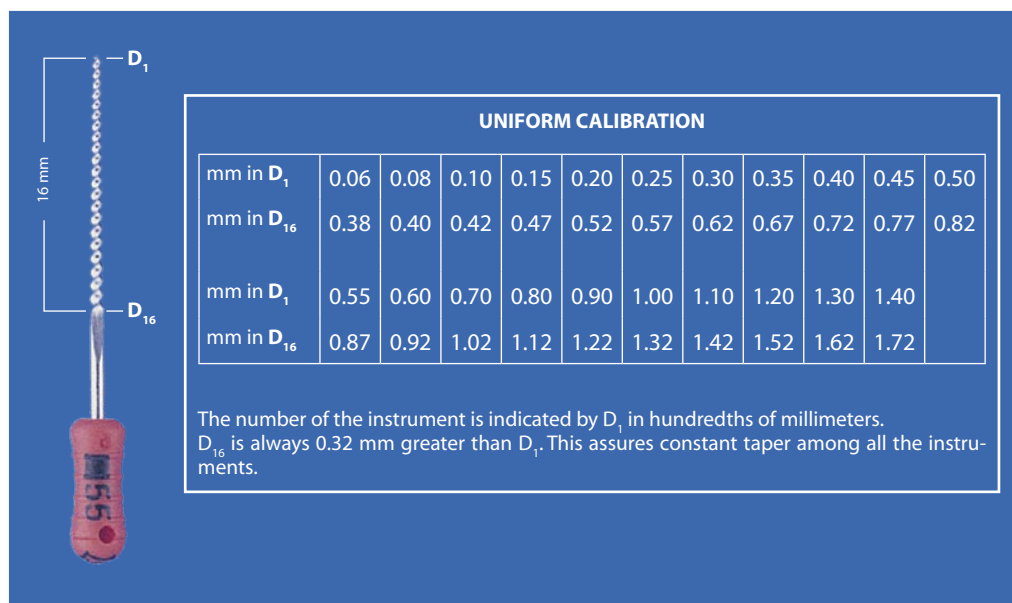 D1
16 mm
D16
55
UNIFORM CALIBRATION
mm in D1 0.06 0.08 0.10 0.15 0.20 0.25 0.30 0.35 0.40 0.45 0.50
mm in D16 0.38 0.40 0.42 0.47 0.52 0.57 0.62 0.67 0.72 0.77 0.82
mm in D1 0.55 0.60 0.70 0.80 0.90 1.00 1.10 1.20 1.30 1.40
mm in D16 0.87 0.92 1.02 1.12 1.22 1.32 1.42 1.52 1.62 1.72
The number of the instrument is indicated by D1 in hundredths of millimeters.
D16 is always 0.32 mm greater than D1. This assures constant taper among all the instru-
ments.